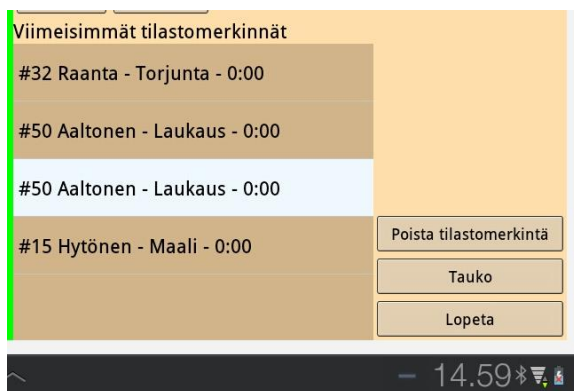 Viimeisimmät tilastomerkinnät
#32 Raanta - Torjunta - 0:00
#50 Aaltonen - Laukaus - 0:00
#50 Aaltonen - Laukaus - 0:00
#15 Hytönen - Maali - 0:00
Poista tilastomerkintä
Tauko
Lopeta
14.59